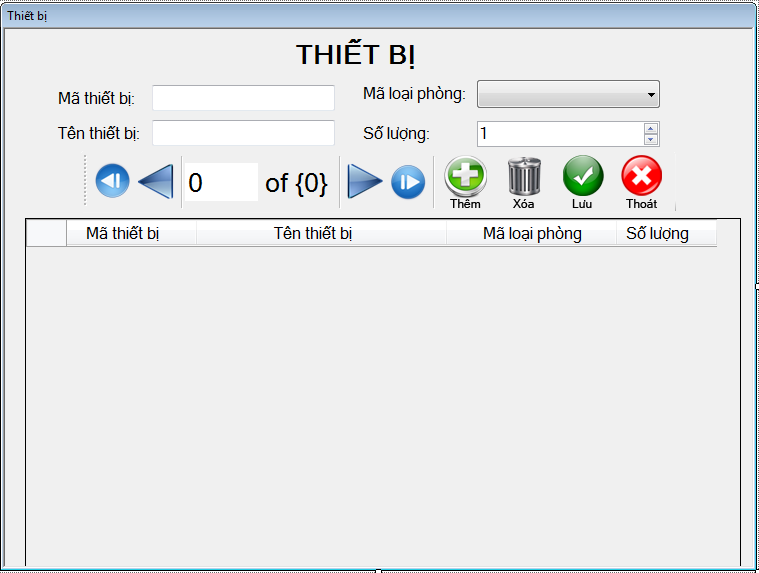 Thiết bị
THIẾT BỊ
Mã thiết bị: Mã loại phòng:
Tên thiết bị: Số lượng: 1
0 of {0} Thêm Xóa Lưu Thoát
Mã thiết bị Tên thiết bị Mã loại phòng Số lượng